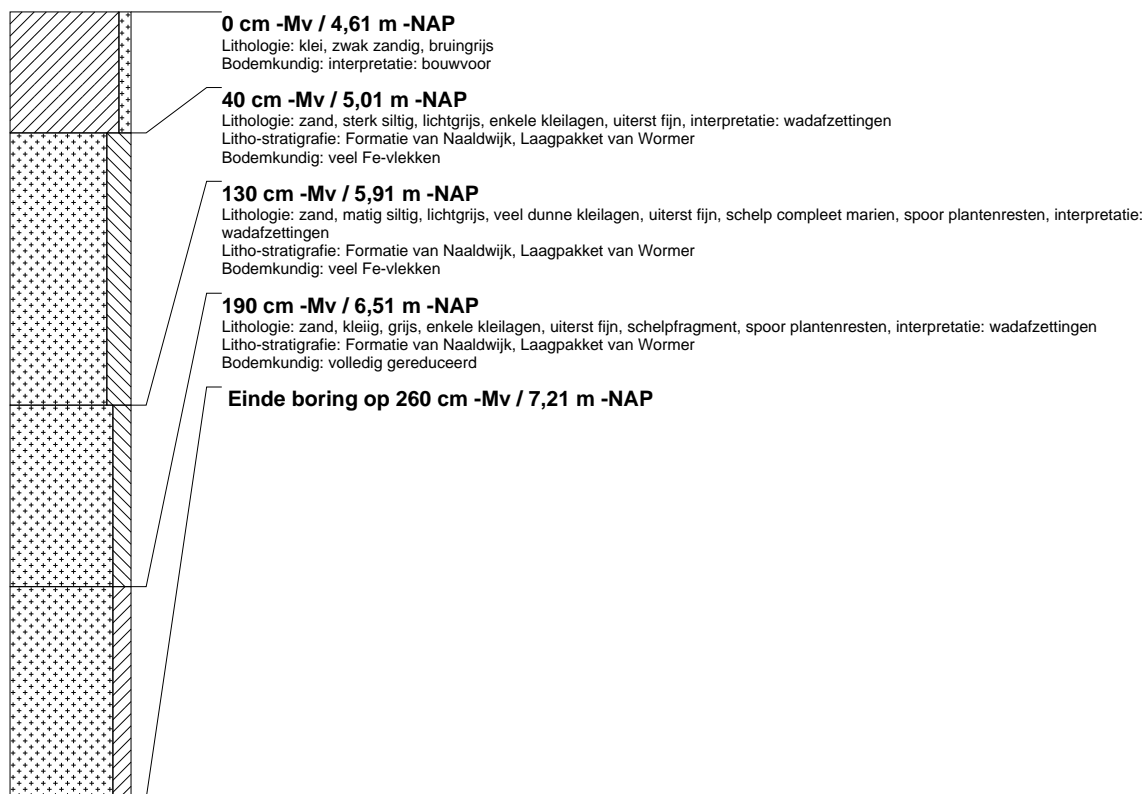 0 cm -Mv / 4,61 m -NAP
Lithologie: klei, zwak zandig, bruingrijs
Bodemkundig: interpretatie: bouwvoor
40 cm -Mv / 5,01 m -NAP
Lithologie: zand, sterk siltig, lichtgrijs, enkele kleilagen, uiterst fijn, interpretatie: wadafzettingen
Litho-stratigrafie: Formatie van Naaldwijk, Laagpakket van Wormer
Bodemkundig: veel Fe-vlekken
130 cm -Mv / 5,91 m -NAP
Lithologie: zand, matig siltig, lichtgrijs, veel dunne kleilagen, uiterst fijn, schelp compleet marien, spoor plantenresten, interpretatie:
wadafzettingen
Litho-stratigrafie: Formatie van Naaldwijk, Laagpakket van Wormer
Bodemkundig: veel Fe-vlekken
190 cm -Mv / 6,51 m -NAP
Lithologie: zand, kleiig, grijs, enkele kleilagen, uiterst fijn, schelpfragment, spoor plantenresten, interpretatie: wadafzettingen
Litho-stratigrafie: Formatie van Naaldwijk, Laagpakket van Wormer
Bodemkundig: volledig gereduceerd
Einde boring op 260 cm -Mv / 7,21 m -NAP